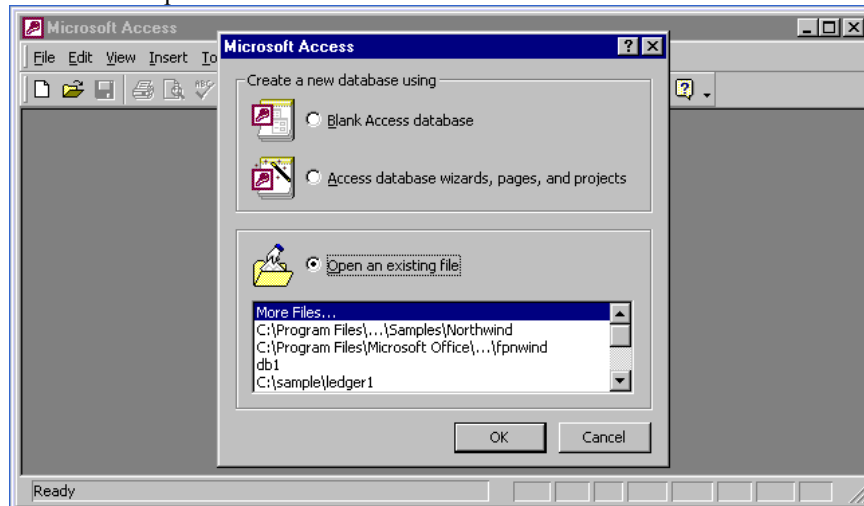 Microsoft Access
File Edit View Insert To
ABC
Microsoft Access
Create a new database using
Blank Access database
Access database wizards, pages, and projects
Open an existing file
More Files...
C:\Program Files\...\Samples\Northwind
C:\Program Files\Microsoft Office\...\fpnwind
db1
C:\sample\ledger1
OK Cancel
Ready